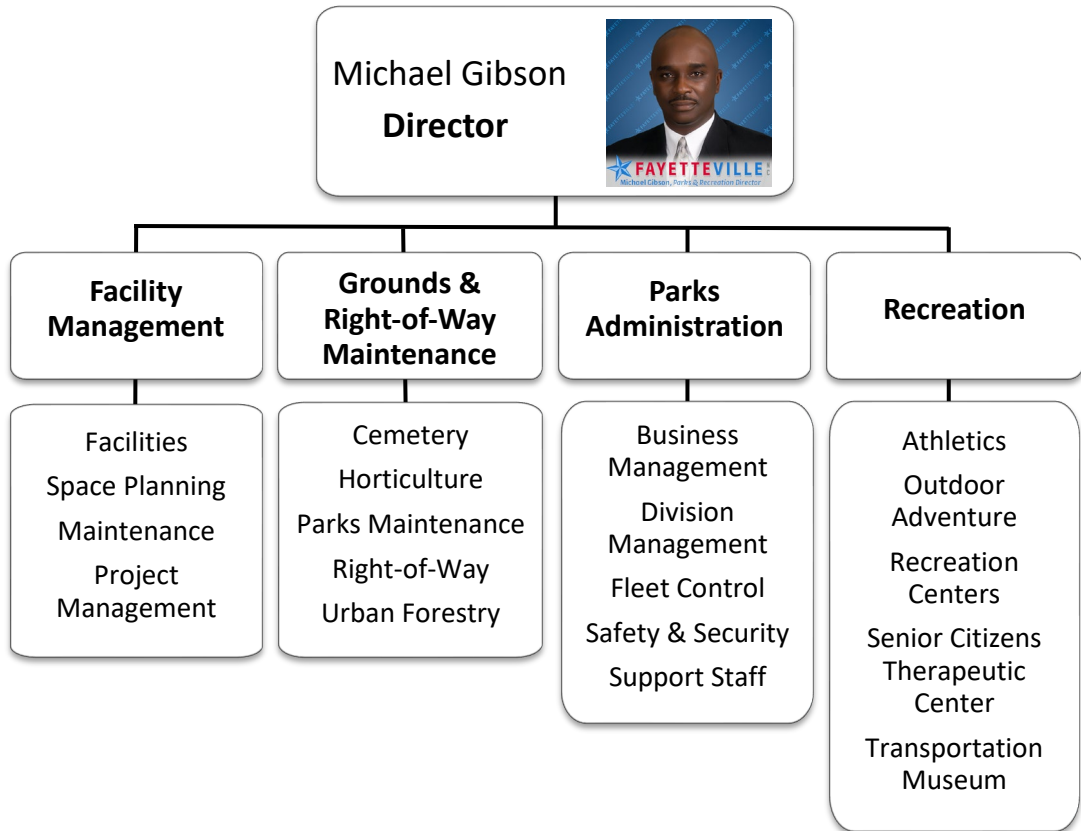 Michael Gibson
Director
FAYETTEVILLE
Michael Gibson, Parks & Recreation Director
Facility
Management
Facilities
Space Planning
Maintenance
Project
Management
Grounds &
Right-of-Way
Maintenance
Cemetery
Horticulture
Parks Maintenance
Right-of-Way
Urban Forestry
Parks
Administration
Business
Management
Division
Management
Fleet Control
Safety & Security
Support Staff
Recreation
Athletics
Outdoor
Adventure
Recreation
Centers
Senior Citizens
Therapeutic
Center
Transportation
Museum